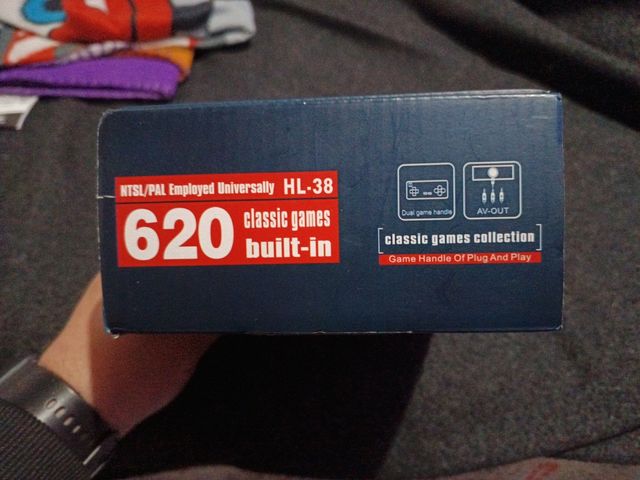 NTSL/PAL Employed Universally HL-38
620 classic games
built-in
Dual game handle
AV-OUT
classic games collection
Game Handle Of Plug And Play